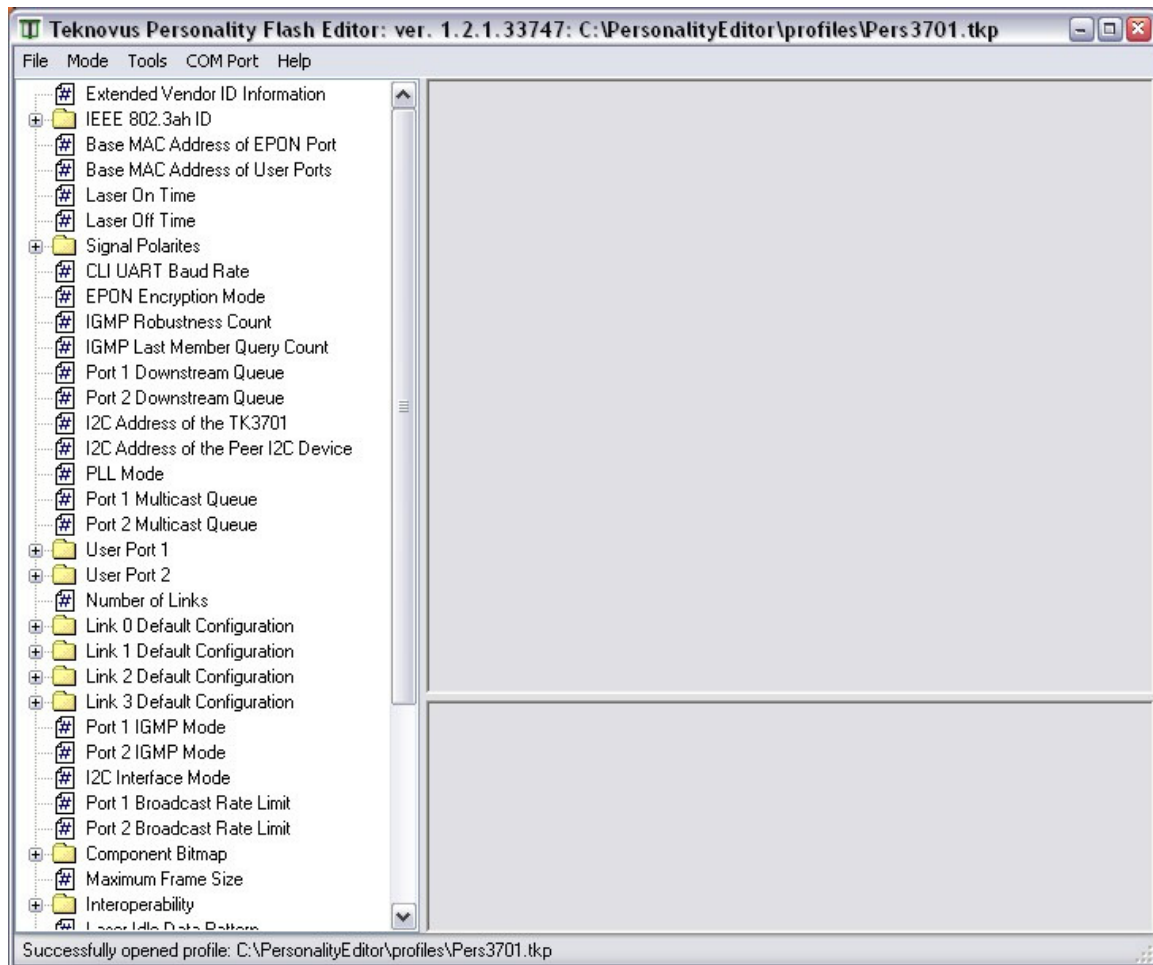 Teknovus Personality Flash Editor: ver. 1.2.1.33747: C:\PersonalityEditor\profiles\Pers3701.tkp
File Mode Tools COM Port Help
Extended Vendor ID Information
IEEE 802.3ah ID
Base MAC Address of EPON Port
Base MAC Address of User Ports
Laser On Time
Laser Off Time
Signal Polarites
CLI UART Baud Rate
EPON Encryption Mode
IGMP Robustness Count
IGMP Last Member Query Count
Port 1 Downstream Queue
Port 2 Downstream Queue
I2C Address of the TK3701
I2C Address of the Peer I2C Device
PLL Mode
Port 1 Multicast Queue
Port 2 Multicast Queue
User Port 1
User Port 2
Number of Links
Link 0 Default Configuration
Link 1 Default Configuration
Link 2 Default Configuration
Link 3 Default Configuration
Port 1 IGMP Mode
Port 2 IGMP Mode
I2C Interface Mode
Port 1 Broadcast Rate Limit
Port 2 Broadcast Rate Limit
Component Bitmap
Maximum Frame Size
Interoperability
Laser Idle Data Pattern
Successfully opened profile: C:\PersonalityEditor\profiles\Pers3701.tkp